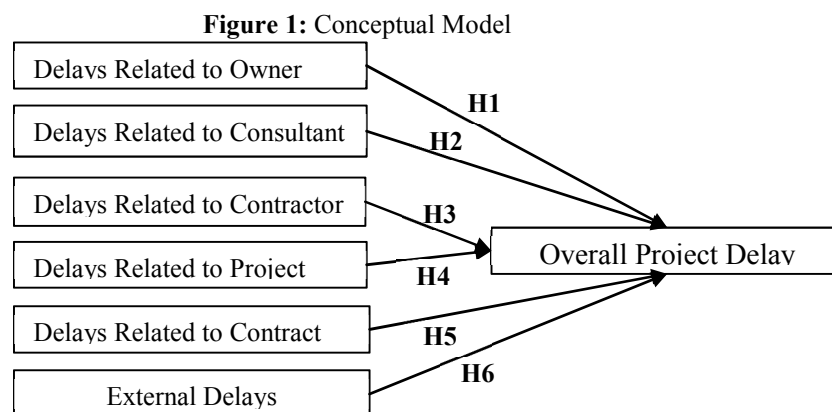 Figure 1: Conceptual Model
Delays Related to Owner
H1
Delays Related to Consultant
H2
Delays Related to Contractor
H3
Overall Project Delay
Delays Related to Project
H4
Delays Related to Contract
H5
H6
External Delays